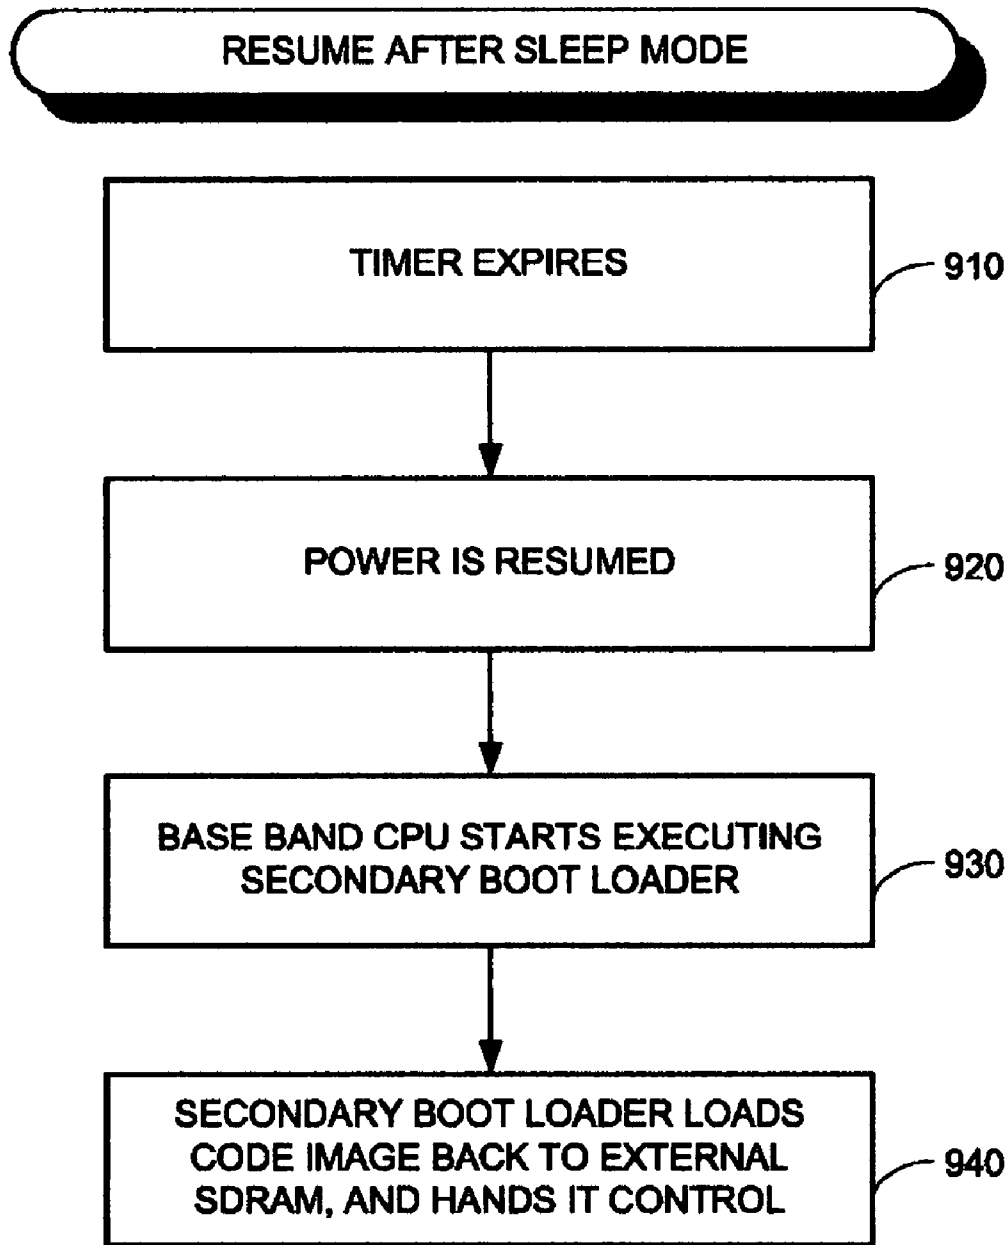 RESUME AFTER SLEEP MODE
TIMER EXPIRES
910
POWER IS RESUMED
920
BASE BAND CPU STARTS EXECUTING
SECONDARY BOOT LOADER
930
SECONDARY BOOT LOADER LOADS
CODE IMAGE BACK TO EXTERNAL
SDRAM, AND HANDS IT CONTROL
940